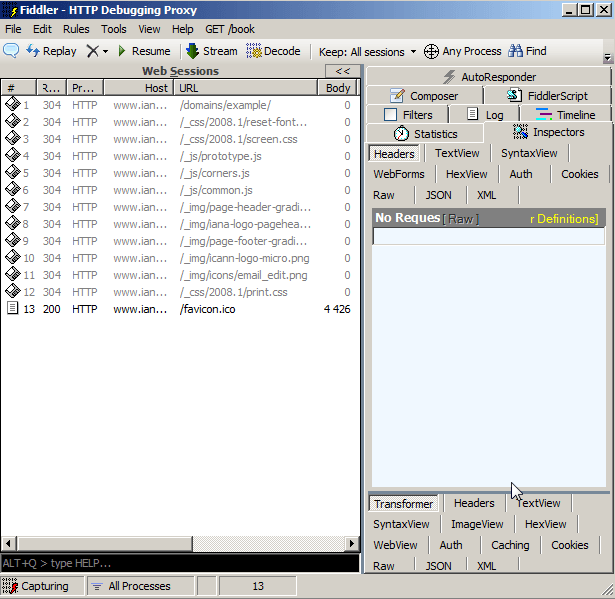 Fiddler - HTTP Debugging Proxy
File Edit Rules Tools View Help GET /book
Replay Resume Stream Decode Keep: All sessions Any Process Find
Web Sessions <<
# R... Pr... Host URL Body
1 304 HTTP www.ian... /domains/example/ 0
2 304 HTTP www.ian... /_css/2008.1/reset-font... 0
3 304 HTTP www.ian... /_css/2008.1/screen.css 0
4 304 HTTP www.ian... /_js/prototype.js 0
5 304 HTTP www.ian... /_js/corners.js 0
6 304 HTTP www.ian... /_js/common.js 0
7 304 HTTP www.ian... /_img/page-header-gradi... 0
8 304 HTTP www.ian... /_img/iana-logo-pagehea... 0
9 304 HTTP www.ian... /_img/page-footer-gradi... 0
10 304 HTTP www.ian... /_img/icann-logo-micro.png 0
11 304 HTTP www.ian... /_img/icons/email_edit.png 0
12 304 HTTP www.ian... /_css/2008.1/print.css 0
13 200 HTTP www.ian... /favicon.ico 4 426
ALT+Q > type HELP...
AutoResponder
Composer FiddlerScript
Filters Log Timeline
Statistics Inspectors
Headers TextView SyntaxView
WebForms HexView Auth Cookies
Raw JSON XML
No Reques [ Raw ] r Definitions]
Transformer Headers TextView
SyntaxView ImageView HexView
WebView Auth Caching Cookies
Raw JSON XML
Capturing All Processes 13